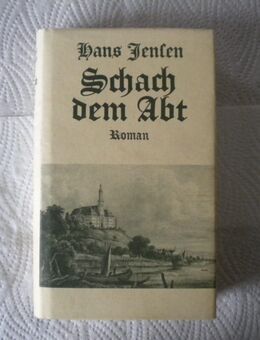 Hans Jensen
Schach
dem Abt
Roman